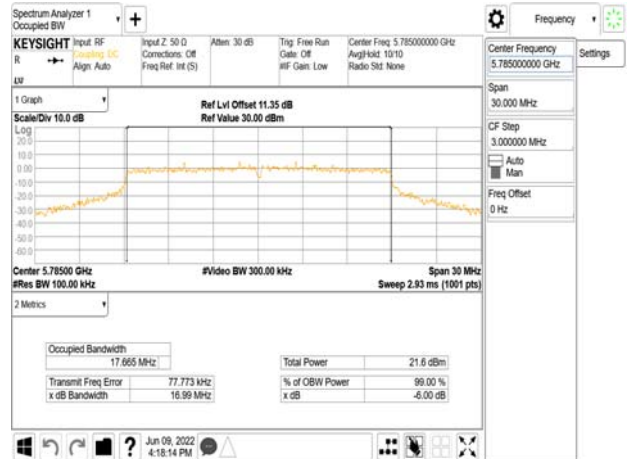 Spectrum Analyzer 1
Occupied BW
Frequency
KEYSIGHT
R
LVI
Input: RF
Coupling: DC
Align: Auto
Input Z: 50 Ω
Corrections: Off
Freq Ref: Int (S)
Atten: 30 dB
Trig: Free Run
Gate: Off
#IF Gain: Low
Center Freq: 5.785000000 GHz
Avg|Hold: 10/10
Radio Std: None
Center Frequency
5.785000000 GHz
Settings
Span
30.000 MHz
CF Step
3.000000 MHz
Auto
Man
Freq Offset
0 Hz
1 Graph
Scale/Div 10.0 dB
Ref Lvl Offset 11.35 dB
Ref Value 30.00 dBm
Log
20.0
10.0
0.00
-10.0
-20.0
-30.0
-40.0
-50.0
-60.0
Center 5.78500 GHz
#Res BW 100.00 kHz
#Video BW 300.00 kHz
Span 30 MHz
Sweep 2.93 ms (1001 pts)
2 Metrics
Occupied Bandwidth
17.665 MHz
Transmit Freq Error 77.773 kHz
x dB Bandwidth 16.99 MHz
Total Power 21.6 dBm
% of OBW Power 99.00 %
x dB -6.00 dB
?
Jun 09, 2022
4:18:14 PM